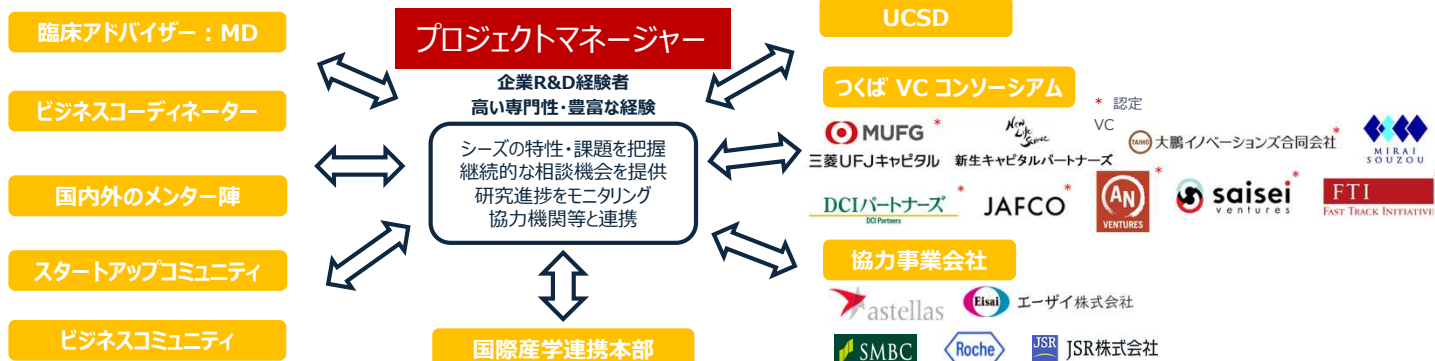 臨床アドバイザー：MD
ビジネスコーディネーター
国内外のメンター陣
スタートアップコミュニティ
ビジネスコミュニティ
プロジェクトマネージャー
企業R&D経験者
高い専門性・豊富な経験
シーズの特性・課題を把握
継続的な相談機会を提供
研究進捗をモニタリング
協力機関等と連携
国際産学連携本部
UCSD
つくば VC コンソーシアム
* 認定
VC
MUFG *
三菱UFJキャピタル
New Life Science
新生キャピタルパートナーズ
TAIHO 大鵬イノベーションズ合同会社 *
MIRAI
SOUZOU
DCIパートナーズ *
DCI Partners
JAFCO *
AN *
VENTURES
saisei *
ventures
FTI
FAST TRACK INITIATIVE
協力事業会社
astellas
Eisai エーザイ株式会社
SMBC
Roche
JSR JSR株式会社